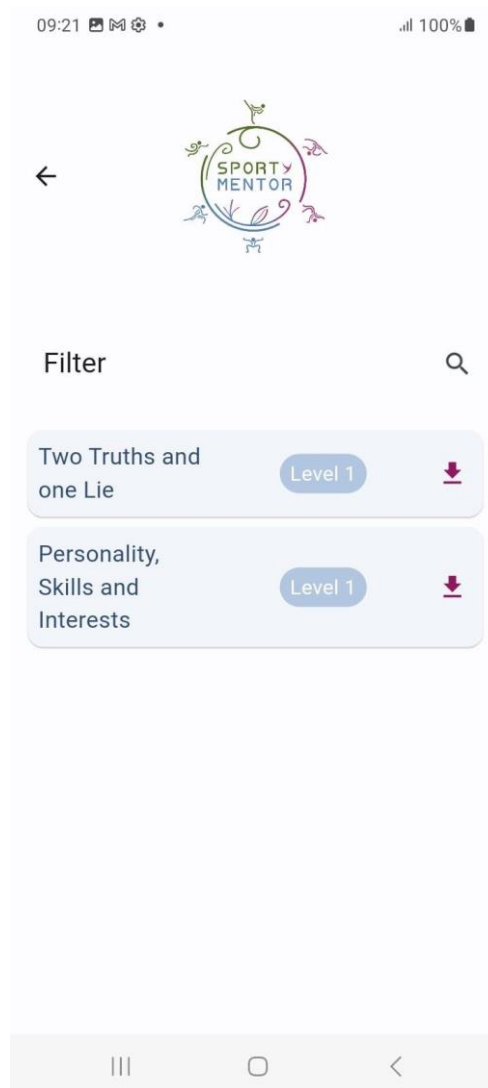 09:21
100%
SPORTY
MENTOR
Filter
Two Truths and
one Lie
Level 1
Personality,
Skills and
Interests
Level 1